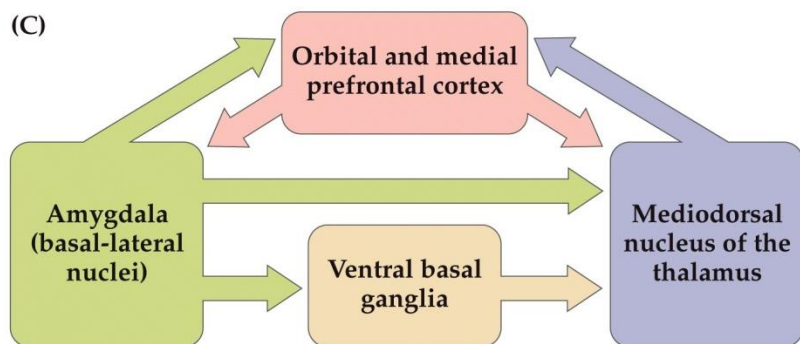 (C)
Orbital and medial
prefrontal cortex
Amygdala
(basal-lateral
nuclei)
Ventral basal
ganglia
Mediodorsal
nucleus of the
thalamus